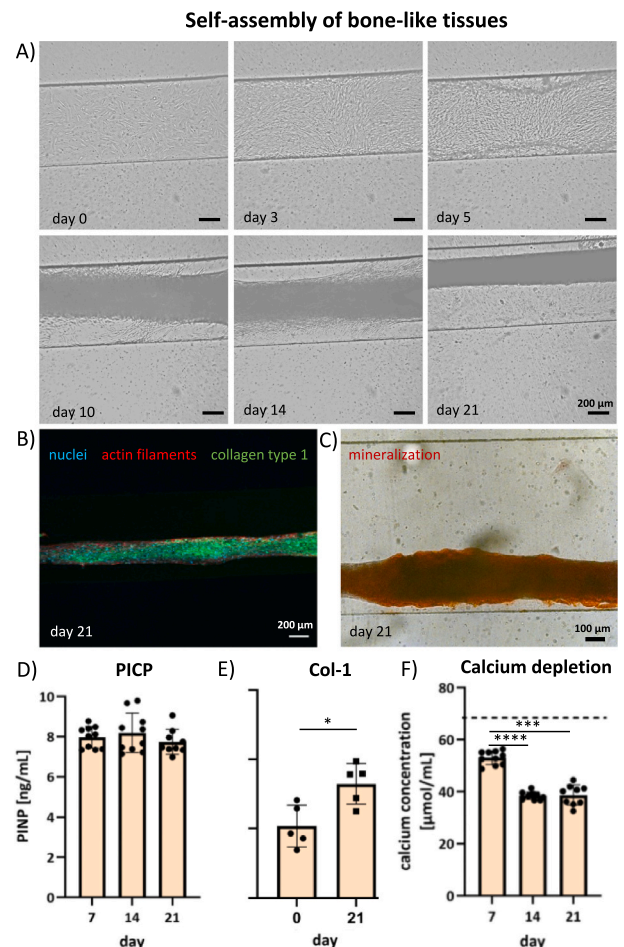 Self-assembly of bone-like tissues
A)
day 0
day 3
day 5
day 10
day 14
200 µm
day 21
B)
nuclei actin filaments collagen type 1
200 µm
day 21
C)
mineralization
day 21
100 µm
D) PICP
PINP [ng/mL]
10
8
6
4
2
0
7 14 21
day
E) Col-1
*
0 21
day
F) Calcium depletion
calcium concentration
[µmol/mL]
80
60
40
20
0
***
****
7 14 21
day